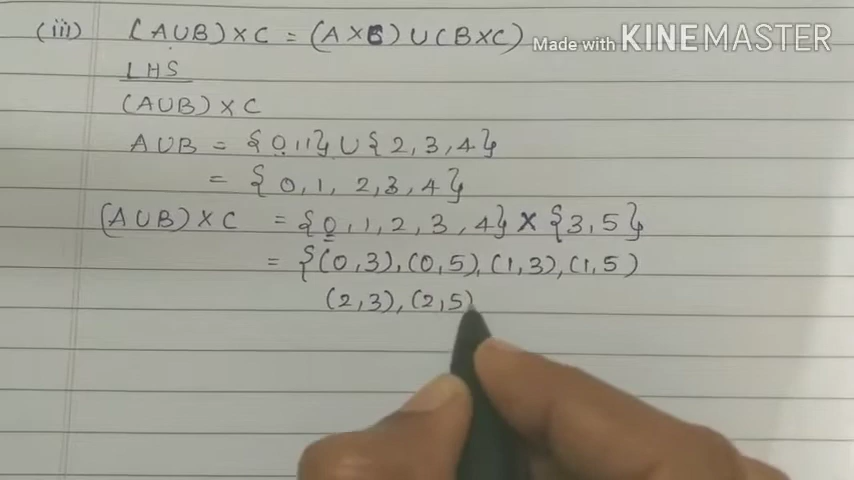 (iii) (A∪B)×C = (A×C)∪(B×C)
Made with KINEMASTER
LHS
(A∪B)×C
A∪B = {0,1}∪{2,3,4}
= {0,1, 2,3,4}
(A∪B)×C = {0,1,2,3,4}×{3,5}
= {(0,3),(0,5),(1,3),(1,5)
(2,3),(2,5)